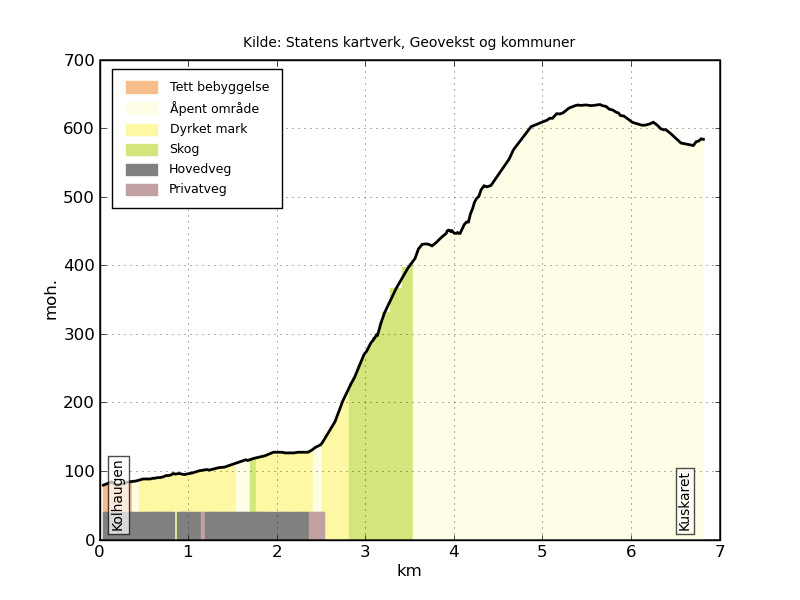 Kilde: Statens kartverk, Geovekst og kommuner
700
600
500
400
300
200
100
0
moh.
Tett bebyggelse
Åpent område
Dyrket mark
Skog
Hovedveg
Privatveg
Kolhaugen
Kuskaret
0 1 2 3 4 5 6 7
km